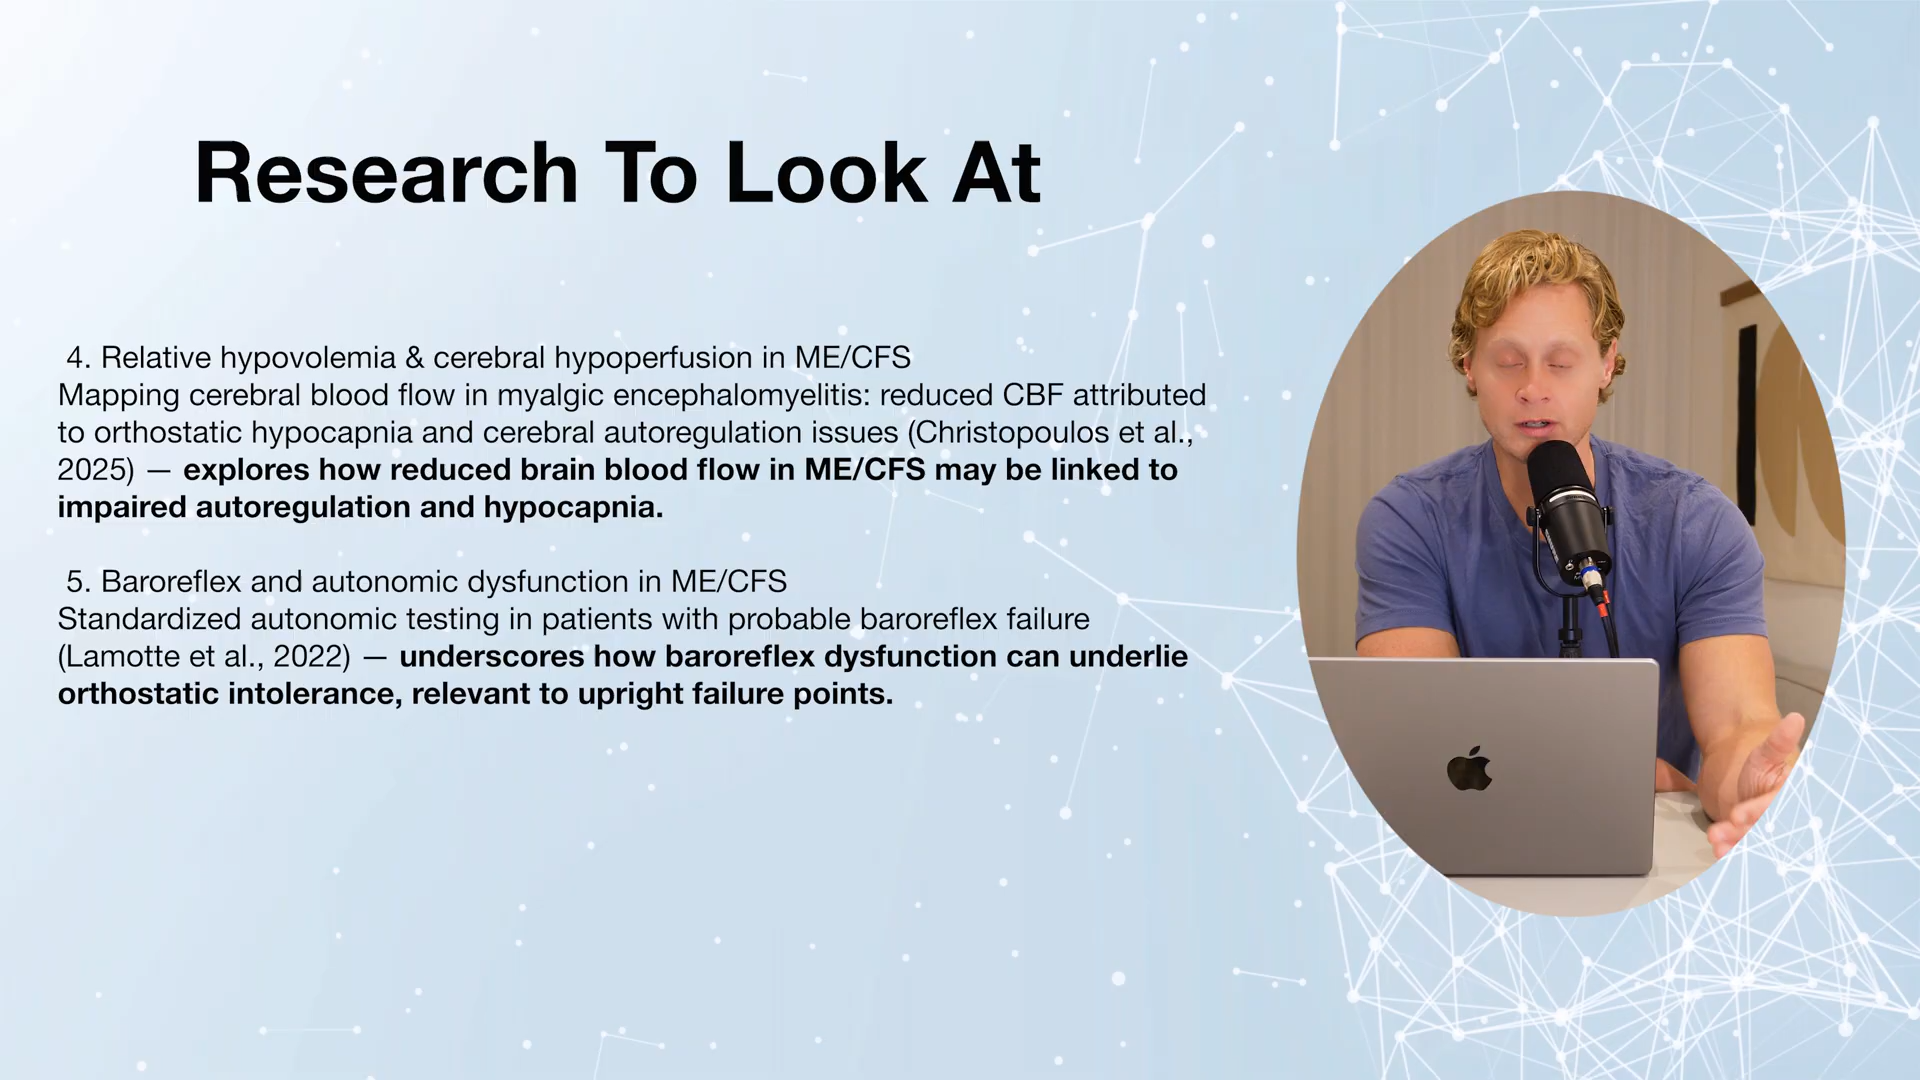 Research To Look At
4. Relative hypovolemia & cerebral hypoperfusion in ME/CFS
Mapping cerebral blood flow in myalgic encephalomyelitis: reduced CBF attributed
to orthostatic hypocapnia and cerebral autoregulation issues (Christopoulos et al.,
2025) — explores how reduced brain blood flow in ME/CFS may be linked to
impaired autoregulation and hypocapnia.
5. Baroreflex and autonomic dysfunction in ME/CFS
Standardized autonomic testing in patients with probable baroreflex failure
(Lamotte et al., 2022) — underscores how baroreflex dysfunction can underlie
orthostatic intolerance, relevant to upright failure points.